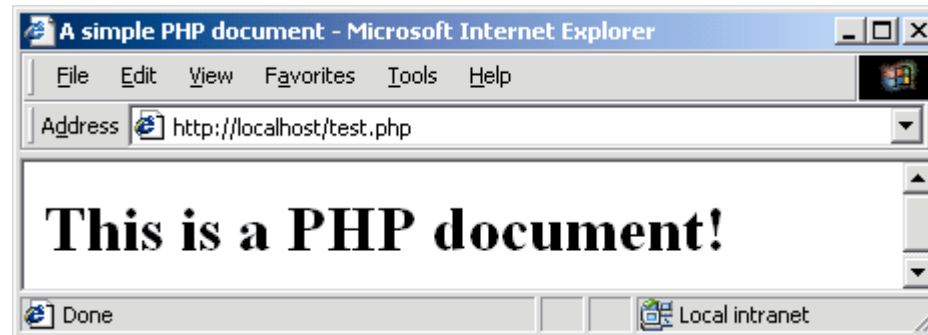 A simple PHP document - Microsoft Internet Explorer
File Edit View Favorites Tools Help
Address http://localhost/test.php
This is a PHP document!
Done Local intranet